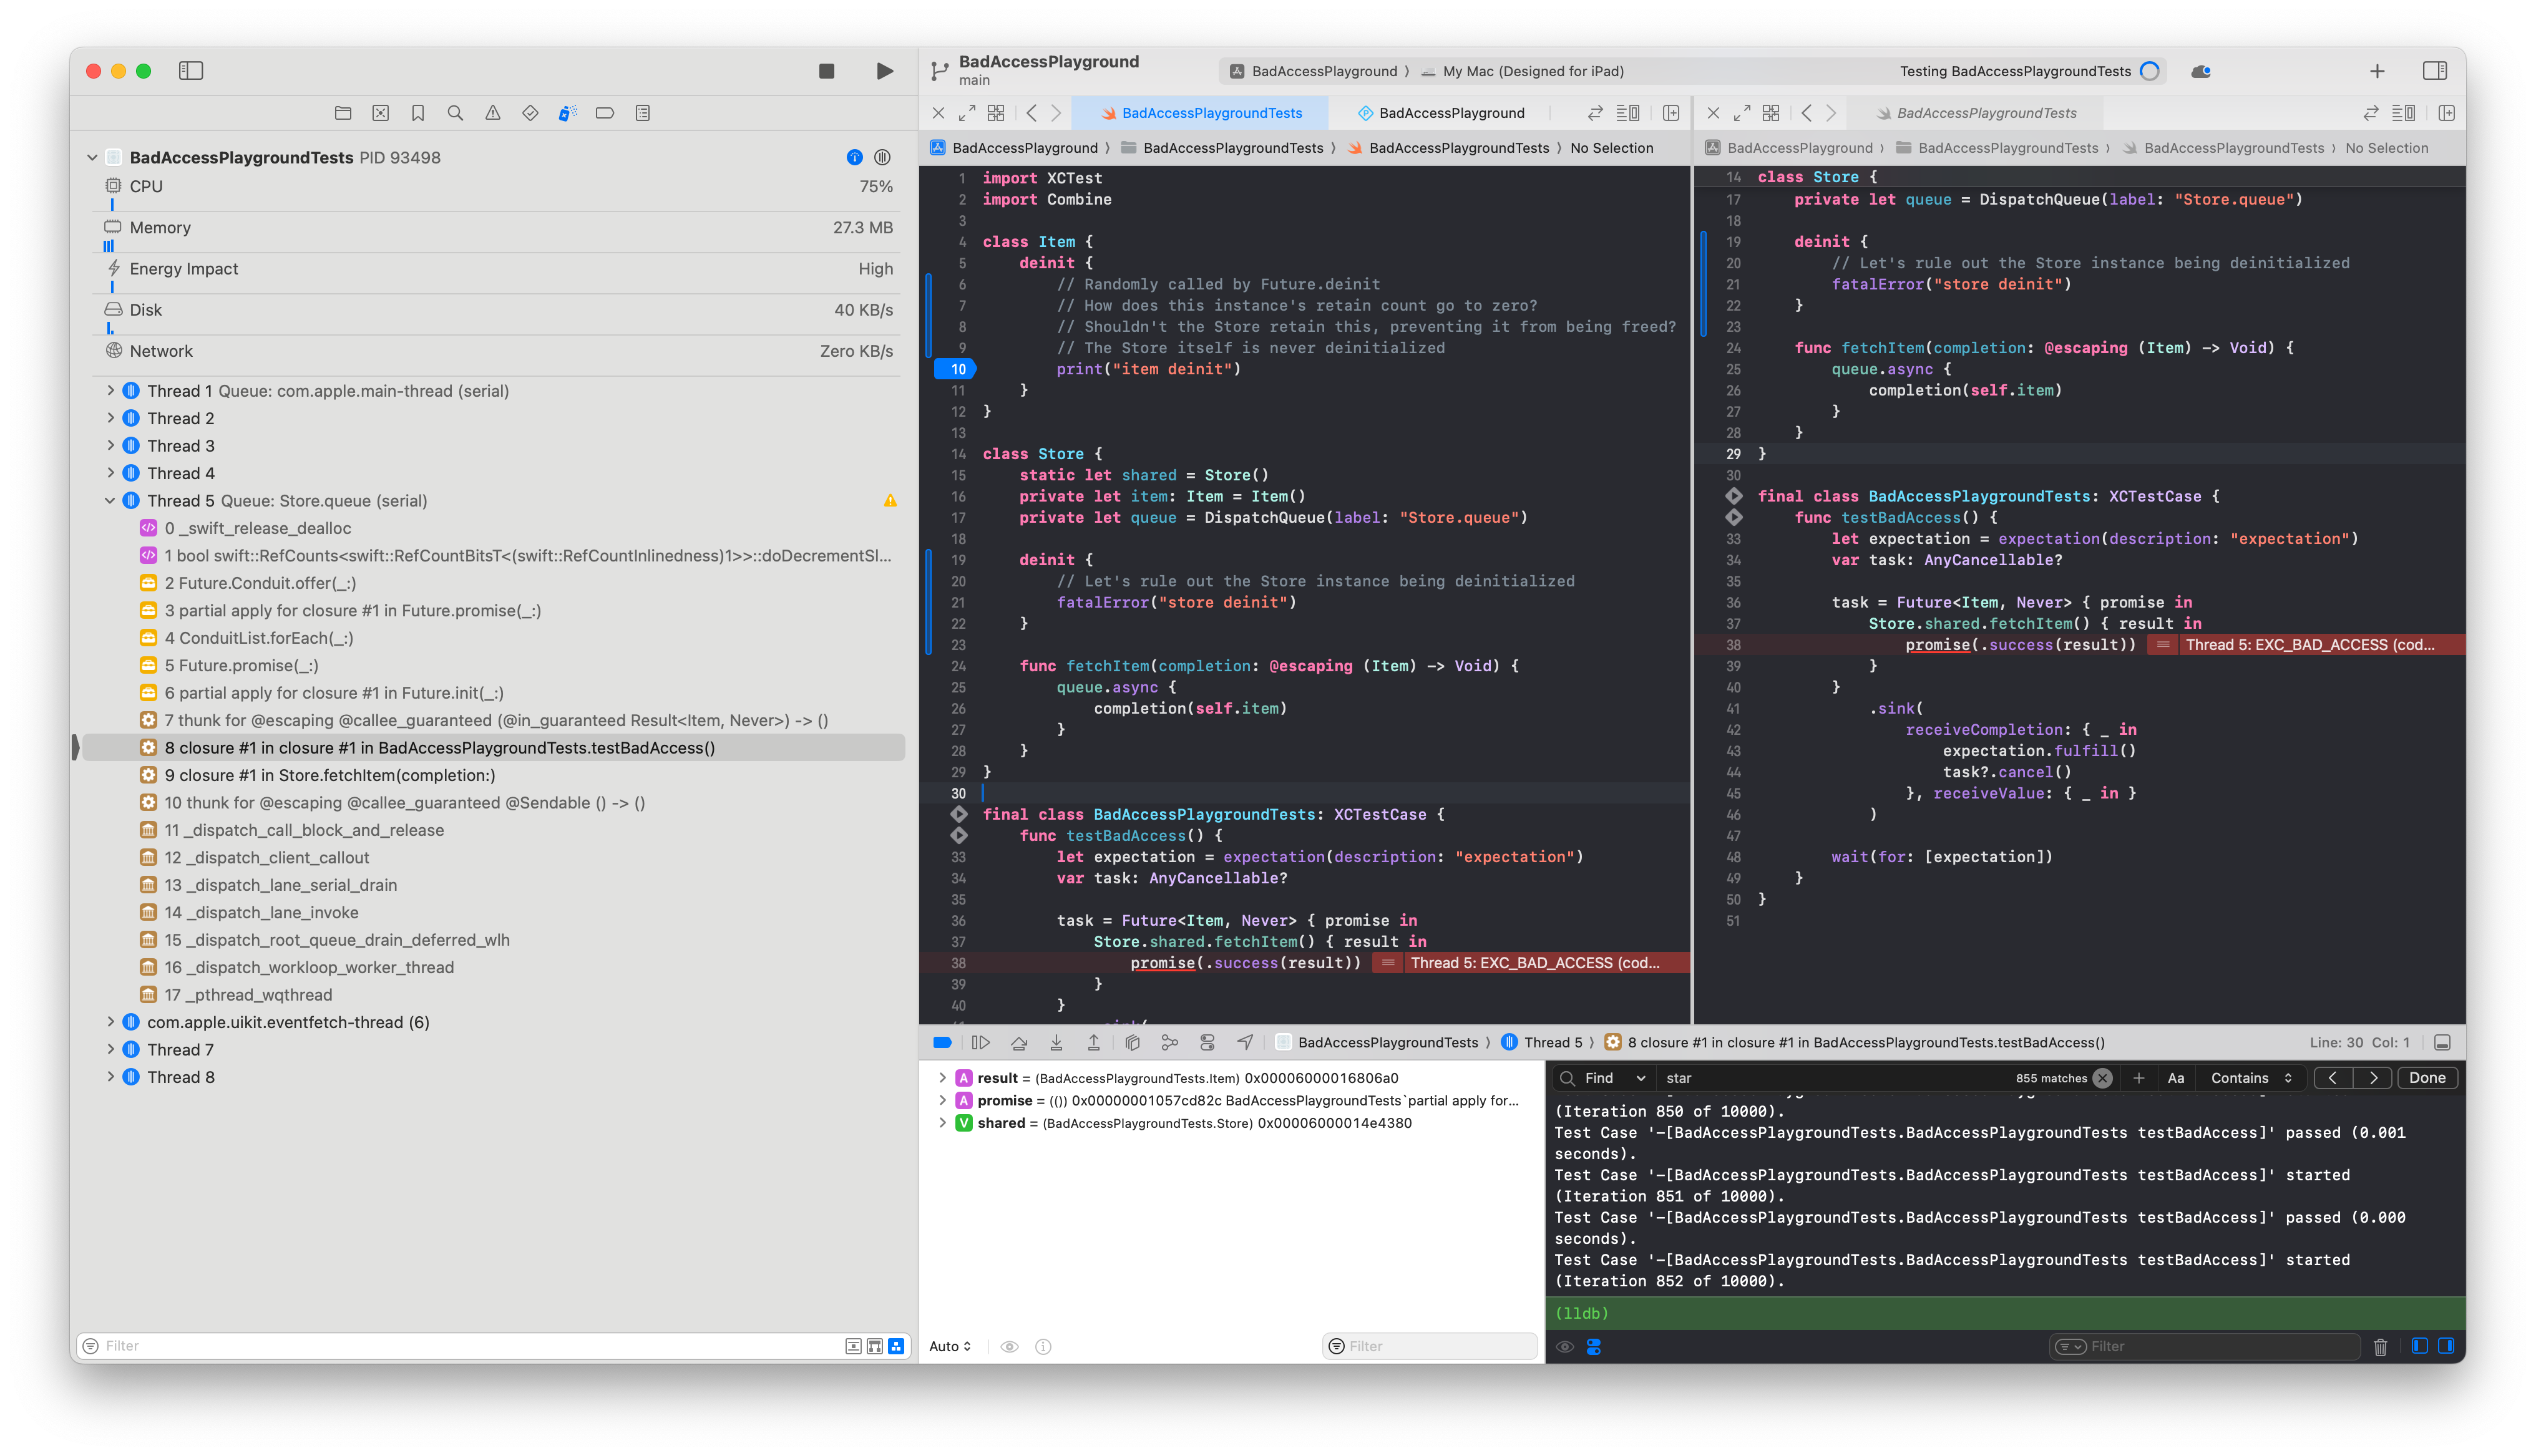 BadAccessPlayground
main
BadAccessPlayground 〉 My Mac (Designed for iPad)
Testing BadAccessPlaygroundTests
BadAccessPlaygroundTests PID 93498
CPU 75%
Memory 27.3 MB
Energy Impact High
Disk 40 KB/s
Network Zero KB/s
Thread 1 Queue: com.apple.main-thread (serial)
Thread 2
Thread 3
Thread 4
Thread 5 Queue: Store.queue (serial)
0 _swift_release_dealloc
1 bool swift::RefCounts<swift::RefCountBitsT<(swift::RefCountInlinedness)1>>::doDecrementSl...
2 Future.Conduit.offer(_:)
3 partial apply for closure #1 in Future.promise(_:)
4 ConduitList.forEach(_:)
5 Future.promise(_:)
6 partial apply for closure #1 in Future.init(_:)
7 thunk for @escaping @callee_guaranteed (@in_guaranteed Result<Item, Never>) -> ()
8 closure #1 in closure #1 in BadAccessPlaygroundTests.testBadAccess()
9 closure #1 in Store.fetchItem(completion:)
10 thunk for @escaping @callee_guaranteed @Sendable () -> ()
11 _dispatch_call_block_and_release
12 _dispatch_client_callout
13 _dispatch_lane_serial_drain
14 _dispatch_lane_invoke
15 _dispatch_root_queue_drain_deferred_wlh
16 _dispatch_workloop_worker_thread
17 _pthread_wqthread
com.apple.uikit.eventfetch-thread (6)
Thread 7
Thread 8
Filter
BadAccessPlaygroundTests
BadAccessPlayground
BadAccessPlayground 〉 BadAccessPlaygroundTests 〉 BadAccessPlaygroundTests 〉 No Selection
1 import XCTest
2 import Combine
3
4 class Item {
5 deinit {
6 // Randomly called by Future.deinit
7 // How does this instance's retain count go to zero?
8 // Shouldn't the Store retain this, preventing it from being freed?
9 // The Store itself is never deinitialized
10 print("item deinit")
11 }
12 }
13
14 class Store {
15 static let shared = Store()
16 private let item: Item = Item()
17 private let queue = DispatchQueue(label: "Store.queue")
18
19 deinit {
20 // Let's rule out the Store instance being deinitialized
21 fatalError("store deinit")
22 }
23
24 func fetchItem(completion: @escaping (Item) -> Void) {
25 queue.async {
26 completion(self.item)
27 }
28 }
29 }
30
final class BadAccessPlaygroundTests: XCTestCase {
func testBadAccess() {
33 let expectation = expectation(description: "expectation")
34 var task: AnyCancellable?
35
36 task = Future<Item, Never> { promise in
37 Store.shared.fetchItem() { result in
38 promise(.success(result)) Thread 5: EXC_BAD_ACCESS (cod...
39 }
40 }
BadAccessPlaygroundTests
BadAccessPlayground 〉 BadAccessPlaygroundTests 〉 BadAccessPlaygroundTests 〉 No Selection
14 class Store {
17 private let queue = DispatchQueue(label: "Store.queue")
18
19 deinit {
20 // Let's rule out the Store instance being deinitialized
21 fatalError("store deinit")
22 }
23
24 func fetchItem(completion: @escaping (Item) -> Void) {
25 queue.async {
26 completion(self.item)
27 }
28 }
29 }
30
final class BadAccessPlaygroundTests: XCTestCase {
func testBadAccess() {
33 let expectation = expectation(description: "expectation")
34 var task: AnyCancellable?
35
36 task = Future<Item, Never> { promise in
37 Store.shared.fetchItem() { result in
38 promise(.success(result)) Thread 5: EXC_BAD_ACCESS (cod...
39 }
40 }
41 .sink(
42 receiveCompletion: { _ in
43 expectation.fulfill()
44 task?.cancel()
45 }, receiveValue: { _ in }
46 )
47
48 wait(for: [expectation])
49 }
50 }
51
BadAccessPlaygroundTests 〉 Thread 5 〉 8 closure #1 in closure #1 in BadAccessPlaygroundTests.testBadAccess()
Line: 30 Col: 1
A result = (BadAccessPlaygroundTests.Item) 0x00006000016806a0
A promise = (()) 0x00000001057cd82c BadAccessPlaygroundTests`partial apply for...
V shared = (BadAccessPlaygroundTests.Store) 0x00006000014e4380
Auto
Filter
Find star 855 matches Aa Contains Done
(Iteration 850 of 10000).
Test Case '-[BadAccessPlaygroundTests.BadAccessPlaygroundTests testBadAccess]' passed (0.001
seconds).
Test Case '-[BadAccessPlaygroundTests.BadAccessPlaygroundTests testBadAccess]' started
(Iteration 851 of 10000).
Test Case '-[BadAccessPlaygroundTests.BadAccessPlaygroundTests testBadAccess]' passed (0.000
seconds).
Test Case '-[BadAccessPlaygroundTests.BadAccessPlaygroundTests testBadAccess]' started
(Iteration 852 of 10000).
(lldb)
Filter